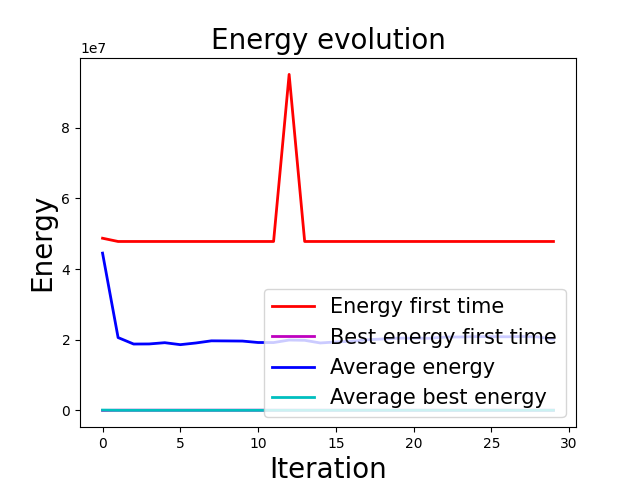 Energy evolution
1e7
8
6
4
2
0
Energy
Energy first time
Best energy first time
Average energy
Average best energy
0 5 10 15 20 25 30
Iteration